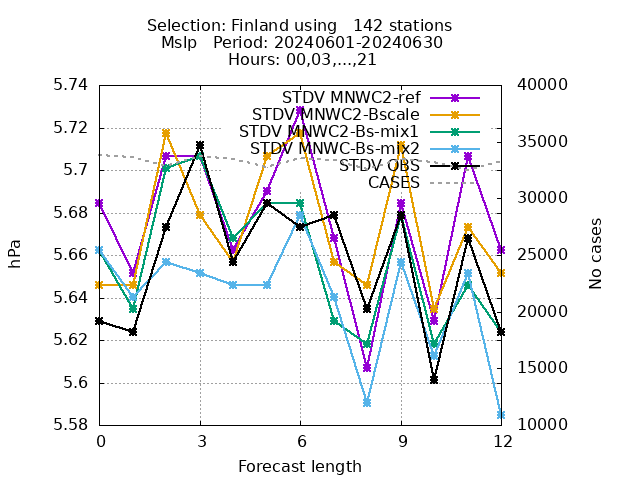 Selection: Finland using   142 stations
Mslp   Period: 20240601-20240630
Hours: 00,03,...,21
5.74
5.72
5.7
5.68
5.66
5.64
5.62
5.6
5.58
hPa
STDV MNWC2-ref
STDV MNWC2-Bscale
STDV MNWC2-Bs-mix1
STDV MNWC-Bs-mix2
STDV OBS
CASES
40000
35000
30000
25000
20000
15000
10000
No cases
0 3 6 9 12
Forecast length